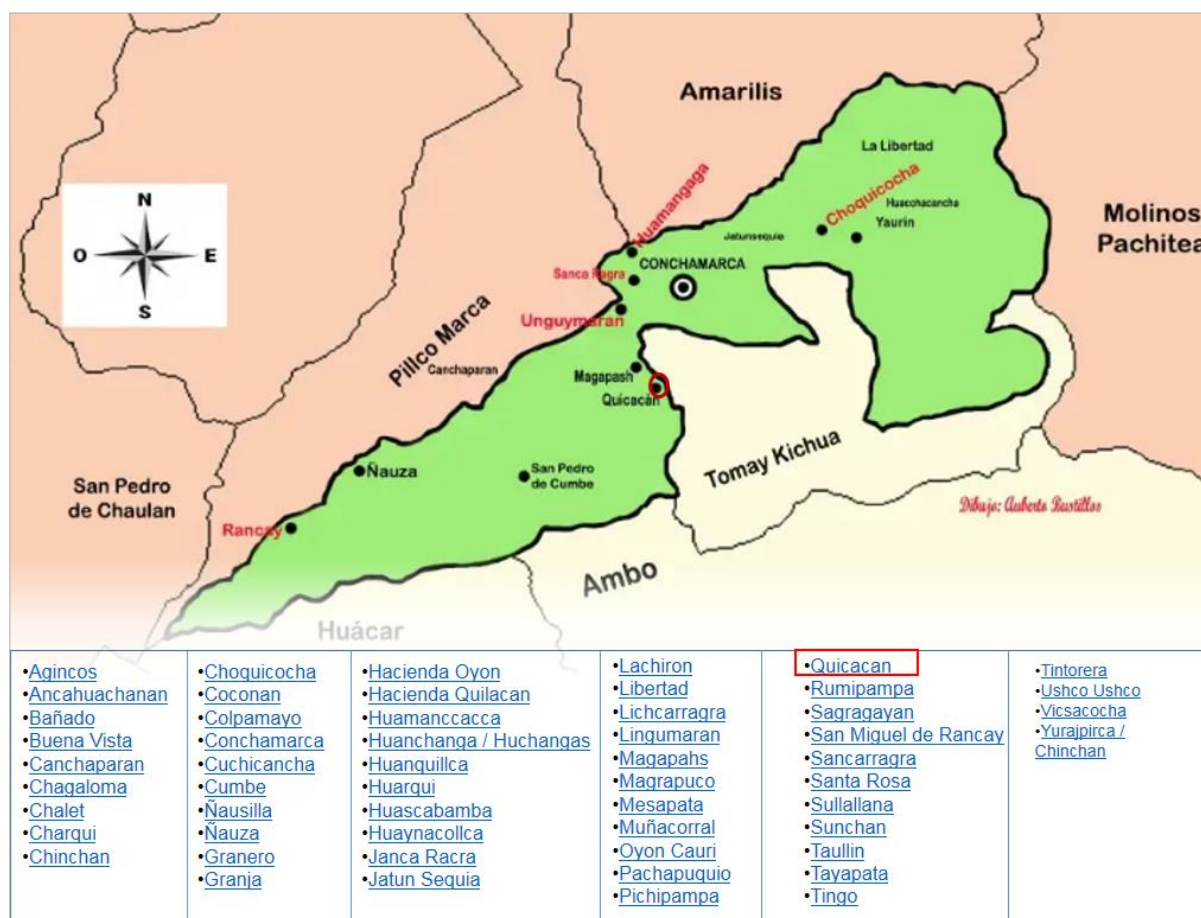 Amarilis
La Libertad
Choquicocha
Huacohacancha
Yaurin
Molinos
Pachitea
Huamangaga
Jatunsequie
N
O
E
S
CONCHAMARCA
Sanca Ragra
Unguymaran
Pillco Marca
Canchaparan
Magapash
Quicacán
Tomay Kichua
San Pedro
de Chaulan
Ñauza
San Pedro
de Cumbe
Dibujo: Auberto Bustillos
Rancay
Ambo
Huácar
•Agincos
•Ancahuachanan
•Bañado
•Buena Vista
•Canchaparan
•Chagaloma
•Chalet
•Charqui
•Chinchan
•Choquicocha
•Coconan
•Colpamayo
•Conchamarca
•Cuchicancha
•Cumbe
•Ñausilla
•Ñauza
•Granero
•Granja
•Hacienda Oyon
•Hacienda Quilacan
•Huamanccacca
•Huanchanga / Huchangas
•Huanquillca
•Huarqui
•Huascabamba
•Huaynacollca
•Janca Racra
•Jatun Sequia
•Lachiron
•Libertad
•Lichcarragra
•Lingumaran
•Magapahs
•Magrapuco
•Mesapata
•Muñacorral
•Oyon Cauri
•Pachapuquio
•Pichipampa
•Quicacan
•Rumipampa
•Sagragayan
•San Miguel de Rancay
•Sancarragra
•Santa Rosa
•Sullallana
•Sunchan
•Taullin
•Tayapata
•Tingo
•Tintorera
•Ushco Ushco
•Vicsacocha
•Yurajpirca /
Chinchan